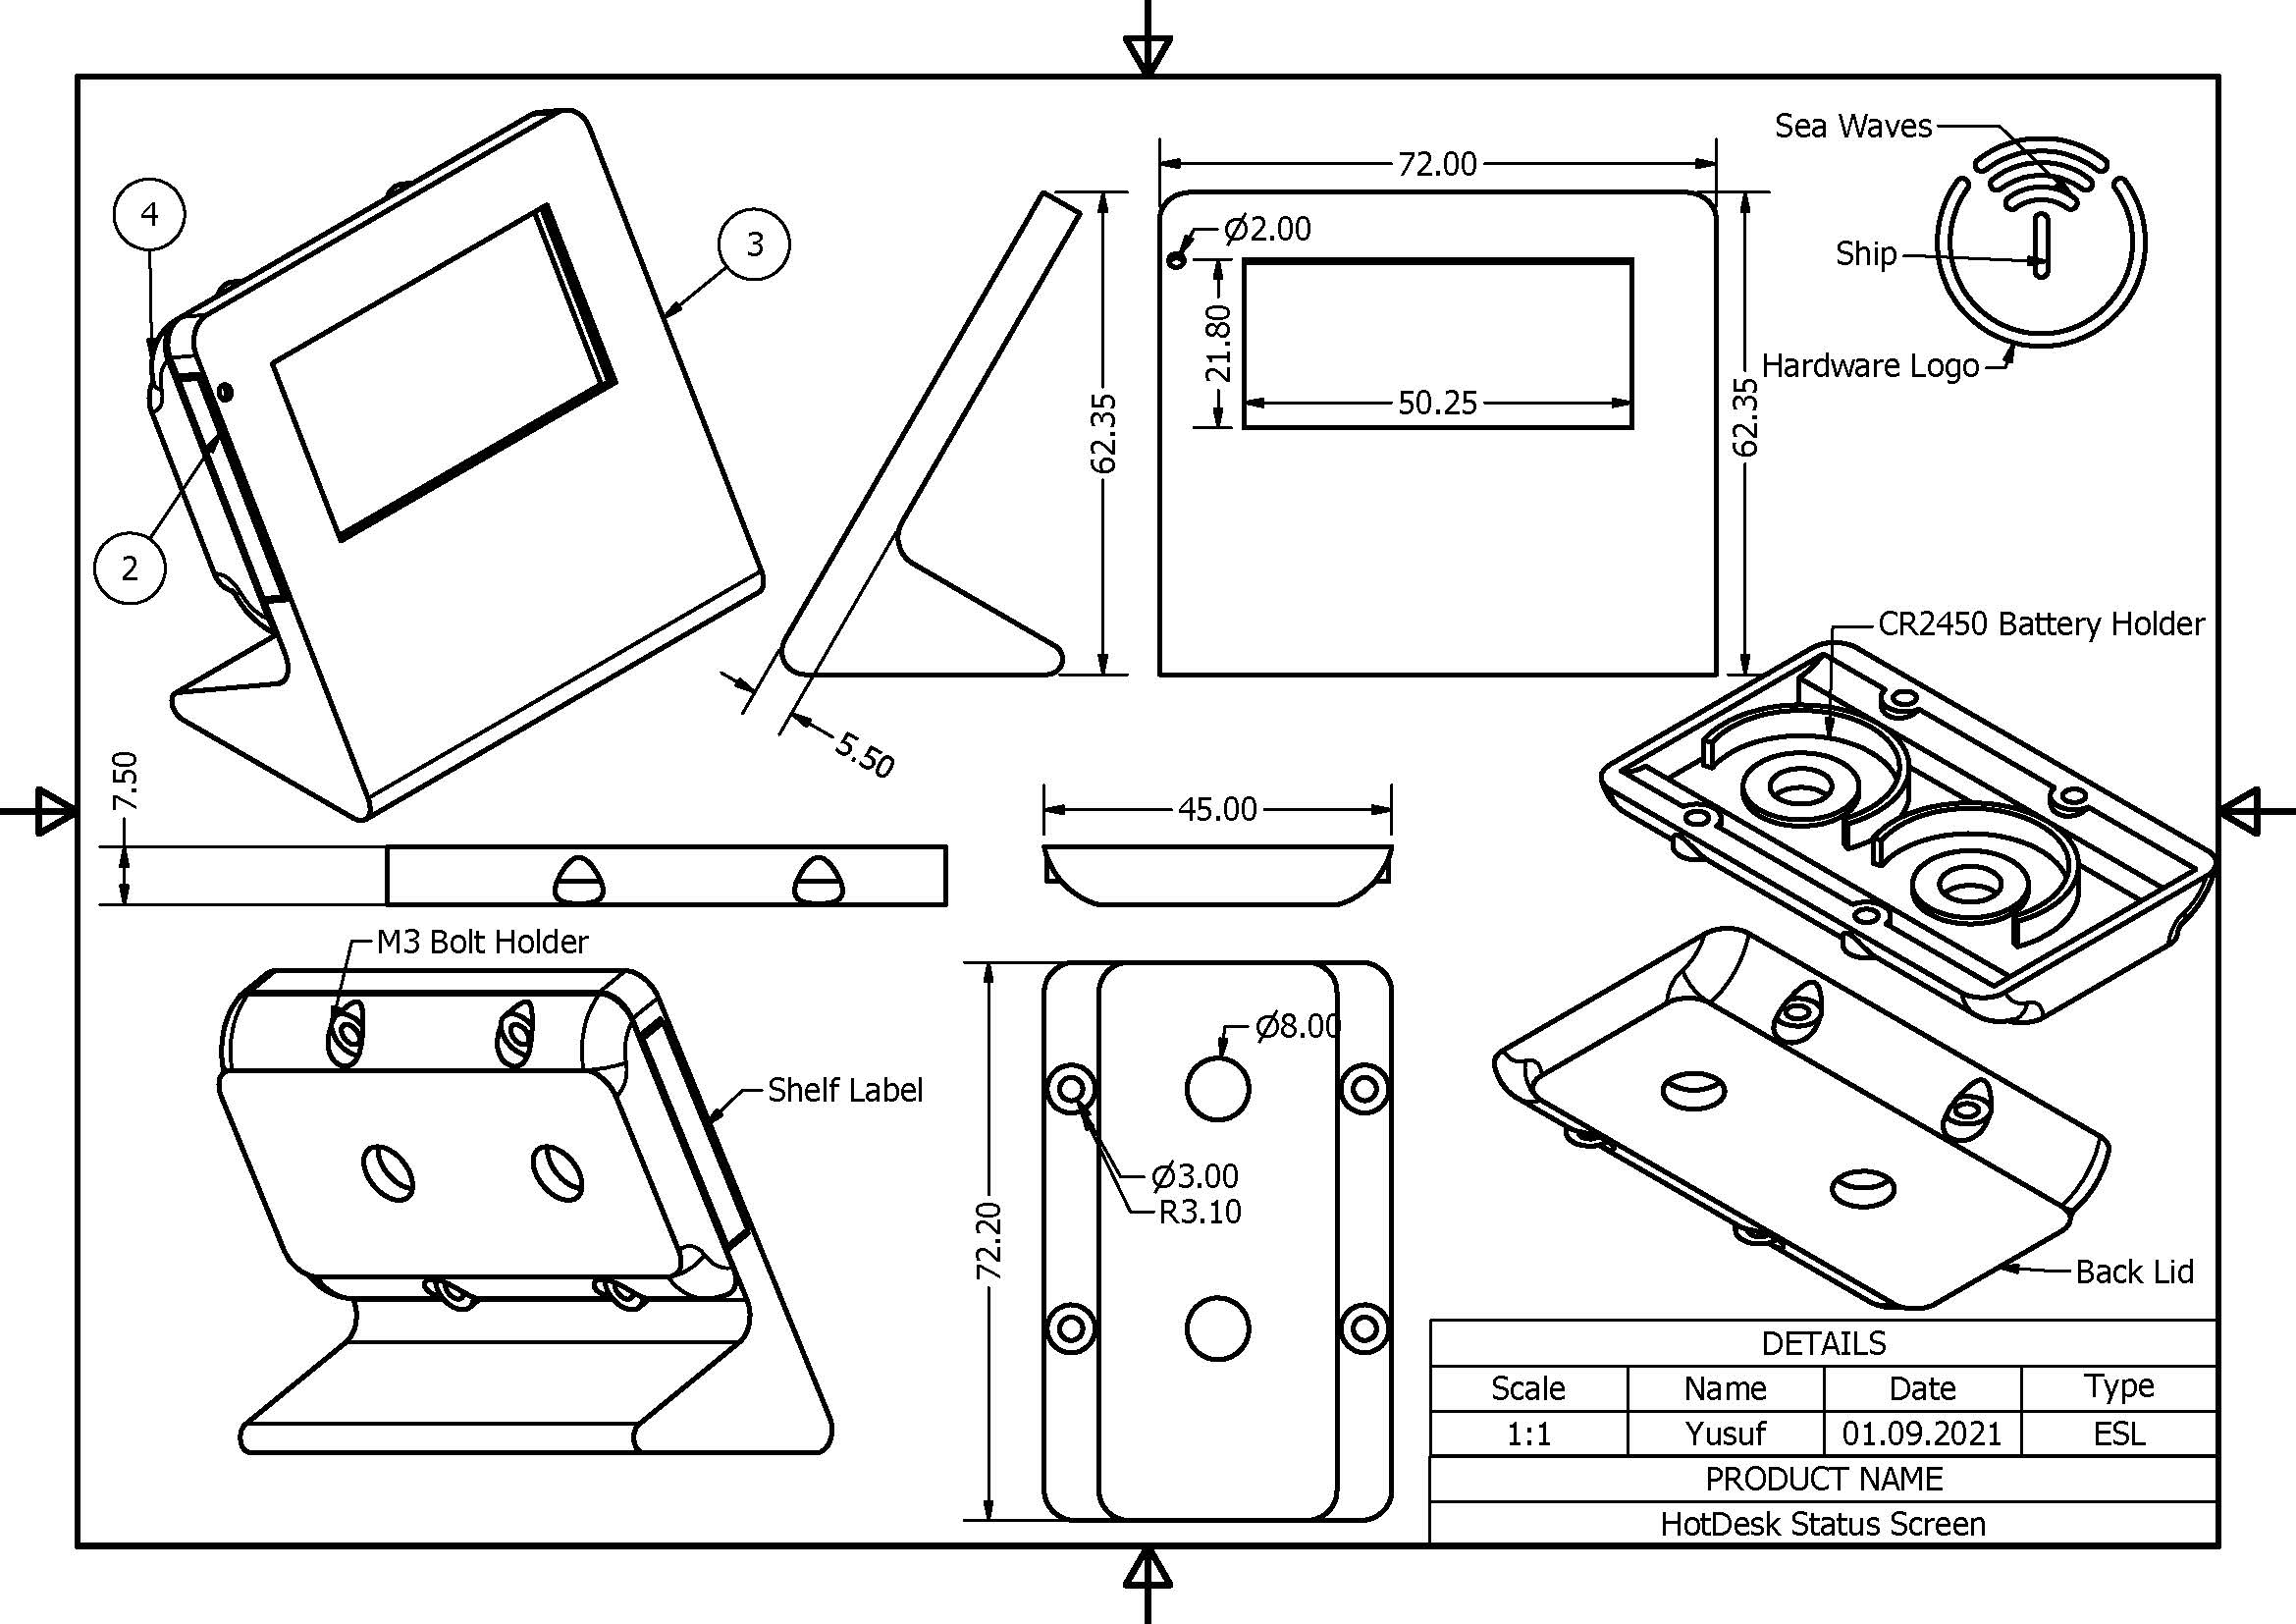 Sea Waves
72.00
4
3
Ø2.00
Ship
21.80
Hardware Logo
50.25
62.35
62.35
2
CR2450 Battery Holder
5.50
7.50
45.00
M3 Bolt Holder
Ø8.00
Shelf Label
Ø3.00
R3.10
72.20
Back Lid
DETAILS
Scale Name Date Type
1:1 Yusuf 01.09.2021 ESL
PRODUCT NAME
HotDesk Status Screen